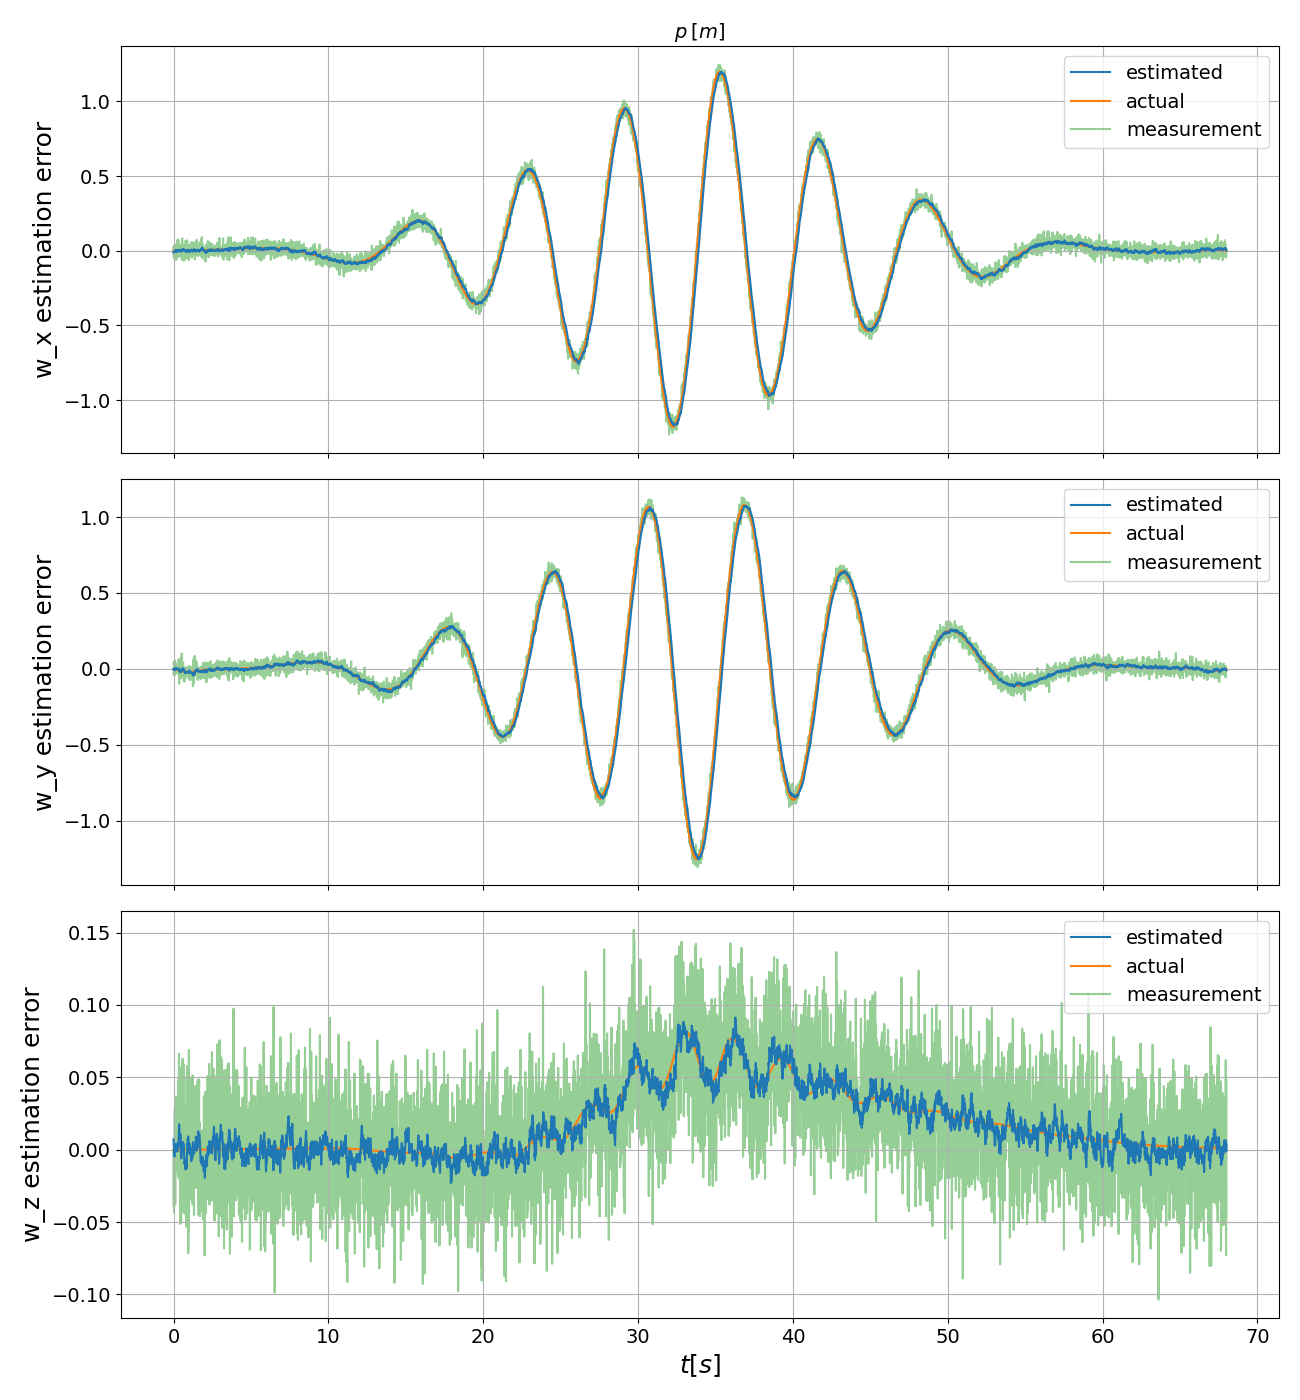 p [m]
w_x estimation error
1.0
0.5
0.0
−0.5
−1.0
estimated
actual
measurement
w_y estimation error
1.0
0.5
0.0
−0.5
−1.0
estimated
actual
measurement
w_z estimation error
0.15
0.10
0.05
0.00
−0.05
−0.10
estimated
actual
measurement
0 10 20 30 40 50 60 70
t[s]